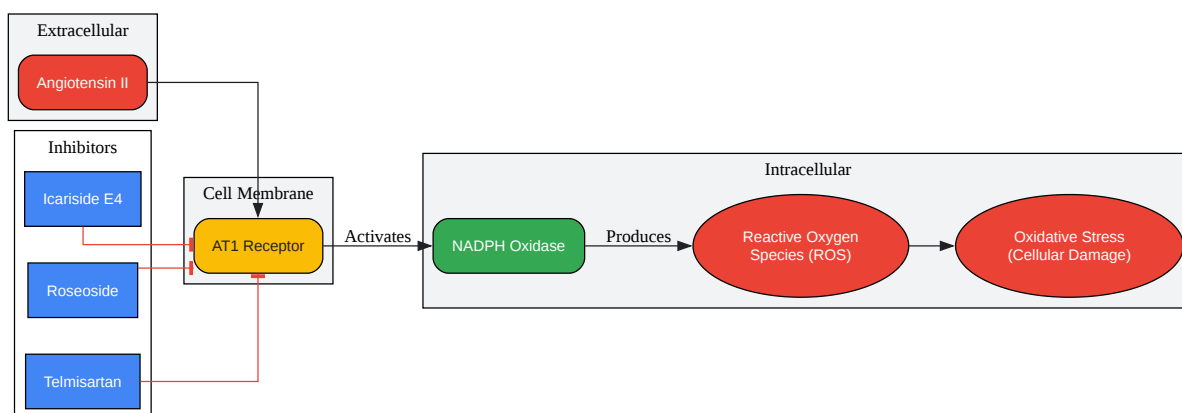 Extracellular
Angiotensin II
Inhibitors
Icariside E4
Roseoside
Telmisartan
Cell Membrane
AT1 Receptor
Activates
Intracellular
NADPH Oxidase
Produces
Reactive Oxygen
Species (ROS)
Oxidative Stress
(Cellular Damage)